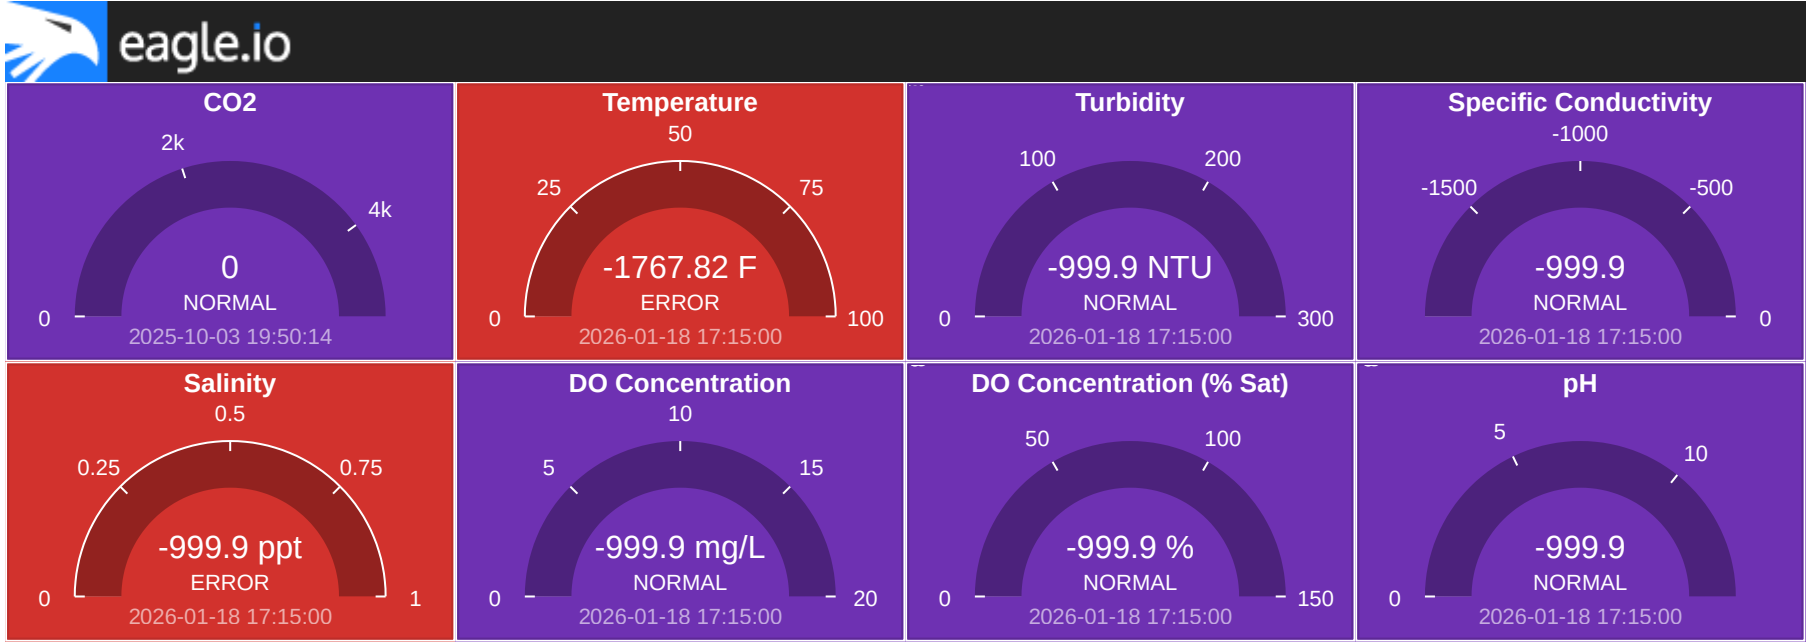 eagle.io
CO2
2k
4k
0
0
NORMAL
2025-10-03 19:50:14
Temperature
50
25
75
0
100
-1767.82 F
ERROR
2026-01-18 17:15:00
Turbidity
100
200
0
300
-999.9 NTU
NORMAL
2026-01-18 17:15:00
Specific Conductivity
-1000
-1500
-500
0
-999.9
NORMAL
2026-01-18 17:15:00
Salinity
0.5
0.25
0.75
0
1
-999.9 ppt
ERROR
2026-01-18 17:15:00
DO Concentration
10
5
15
0
20
-999.9 mg/L
NORMAL
2026-01-18 17:15:00
DO Concentration (% Sat)
50
100
0
150
-999.9 %
NORMAL
2026-01-18 17:15:00
pH
5
10
0
-999.9
NORMAL
2026-01-18 17:15:00